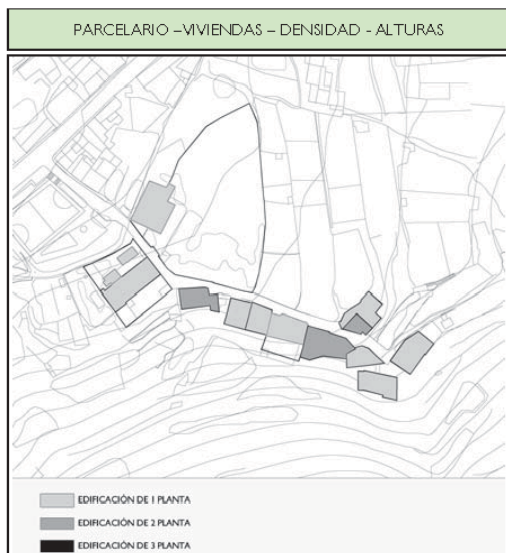 PARCELARIO –VIVIENDAS – DENSIDAD - ALTURAS
EDIFICACIÓN DE 1 PLANTA
EDIFICACIÓN DE 2 PLANTA
EDIFICACIÓN DE 3 PLANTA